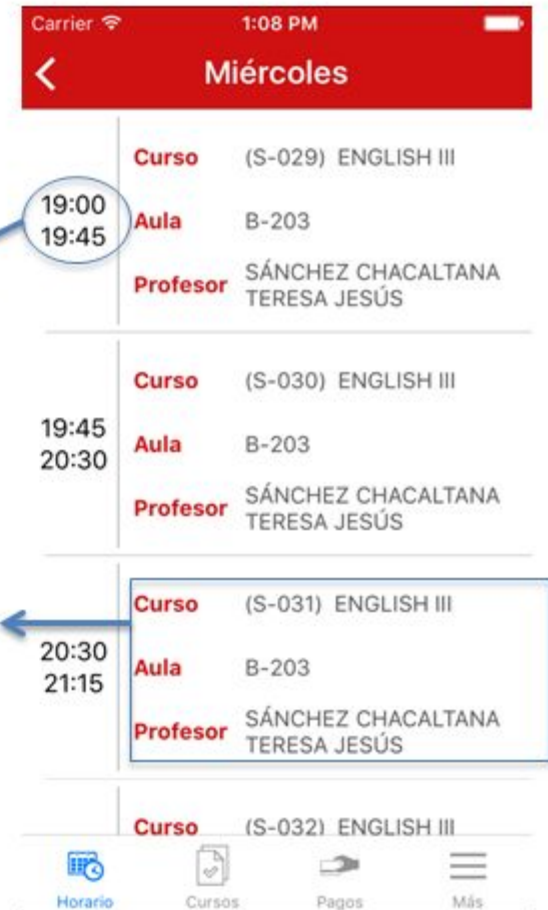 Carrier 1:08 PM
Miércoles
19:00
19:45
Curso (S-029) ENGLISH III
Aula B-203
Profesor SÁNCHEZ CHACALTANA
TERESA JESÚS
19:45
20:30
Curso (S-030) ENGLISH III
Aula B-203
Profesor SÁNCHEZ CHACALTANA
TERESA JESÚS
20:30
21:15
Curso (S-031) ENGLISH III
Aula B-203
Profesor SÁNCHEZ CHACALTANA
TERESA JESÚS
Curso (S-032) ENGLISH III
Horario Cursos Pagos Más